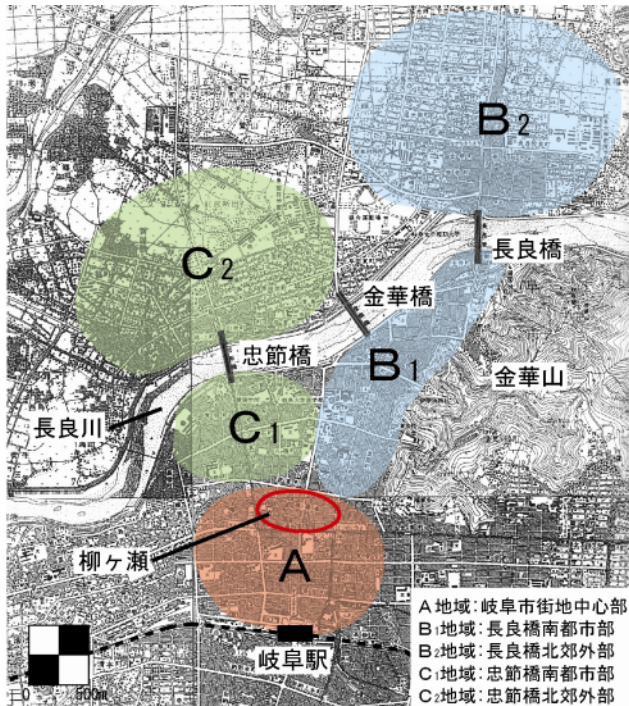 B2
長良橋
C2
金華橋
忠節橋
B1
金華山
長良川
C1
柳ヶ瀬
A
岐阜駅
0 500m
A地域:岐阜市街地中心部
B1地域:長良橋南都市部
B2地域:長良橋北郊外部
C1地域:忠節橋南都市部
C2地域:忠節橋北郊外部